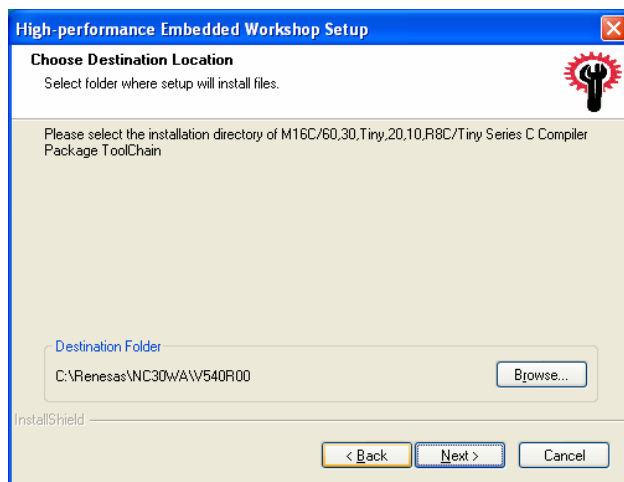 High-performance Embedded Workshop Setup
Choose Destination Location
Select folder where setup will install files.
Please select the installation directory of M16C/60,30,Tiny,20,10,R8C/Tiny Series C Compiler
Package ToolChain
Destination Folder
C:\Renesas\NC30WA\V540R00
Browse...
InstallShield
< Back
Next >
Cancel